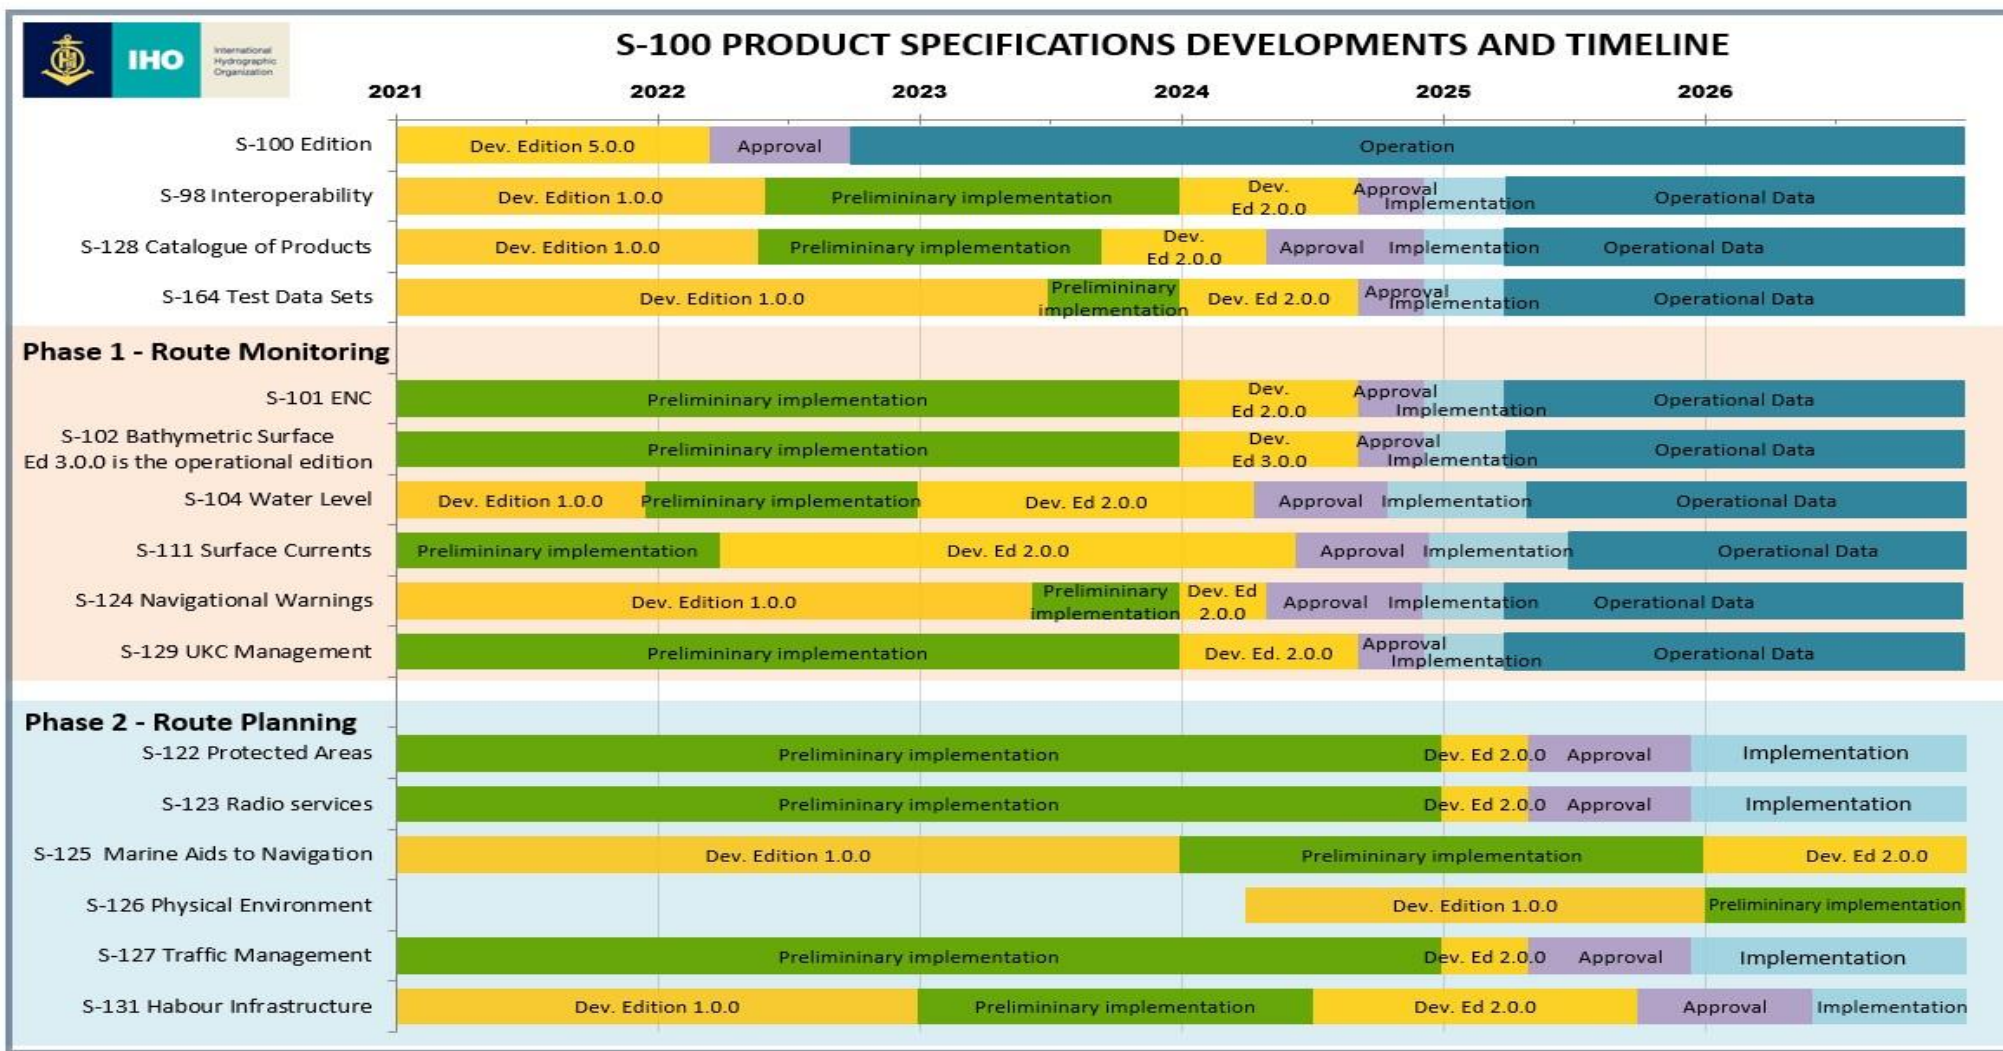 IHO
International
Hydrographic
Organization
S-100 PRODUCT SPECIFICATIONS DEVELOPMENTS AND TIMELINE
2021 2022 2023 2024 2025 2026
S-100 Edition Dev. Edition 5.0.0 Approval Operation
S-98 Interoperability Dev. Edition 1.0.0 Prelimininary implementation Dev. Ed 2.0.0 Approval Implementation Operational Data
S-128 Catalogue of Products Dev. Edition 1.0.0 Prelimininary implementation Dev. Ed 2.0.0 Approval Implementation Operational Data
S-164 Test Data Sets Dev. Edition 1.0.0 Prelimininary implementation Dev. Ed 2.0.0 Approval Implementation Operational Data
Phase 1 - Route Monitoring
S-101 ENC Prelimininary implementation Dev. Ed 2.0.0 Approval Implementation Operational Data
S-102 Bathymetric Surface
Ed 3.0.0 is the operational edition Prelimininary implementation Dev. Ed 3.0.0 Approval Implementation Operational Data
S-104 Water Level Dev. Edition 1.0.0 Prelimininary implementation Dev. Ed 2.0.0 Approval Implementation Operational Data
S-111 Surface Currents Prelimininary implementation Dev. Ed 2.0.0 Approval Implementation Operational Data
S-124 Navigational Warnings Dev. Edition 1.0.0 Prelimininary implementation Dev. Ed 2.0.0 Approval Implementation Operational Data
S-129 UKC Management Prelimininary implementation Dev. Ed. 2.0.0 Approval Implementation Operational Data
Phase 2 - Route Planning
S-122 Protected Areas Prelimininary implementation Dev. Ed 2.0.0 Approval Implementation
S-123 Radio services Prelimininary implementation Dev. Ed 2.0.0 Approval Implementation
S-125 Marine Aids to Navigation Dev. Edition 1.0.0 Prelimininary implementation Dev. Ed 2.0.0
S-126 Physical Environment Dev. Edition 1.0.0 Prelimininary implementation
S-127 Traffic Management Prelimininary implementation Dev. Ed 2.0.0 Approval Implementation
S-131 Habour Infrastructure Dev. Edition 1.0.0 Prelimininary implementation Dev. Ed 2.0.0 Approval Implementation